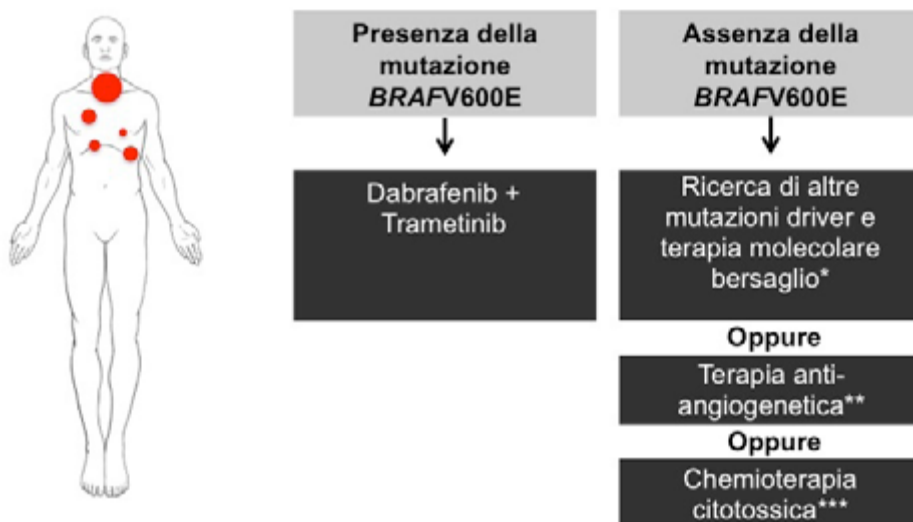 Presenza della
mutazione
BRAFV600E
Assenza della
mutazione
BRAFV600E
Dabrafenib +
Trametinib
Ricerca di altre
mutazioni driver e
terapia molecolare
bersaglio*
Oppure
Terapia anti-
angiogenetica**
Oppure
Chemioterapia
citotossica***